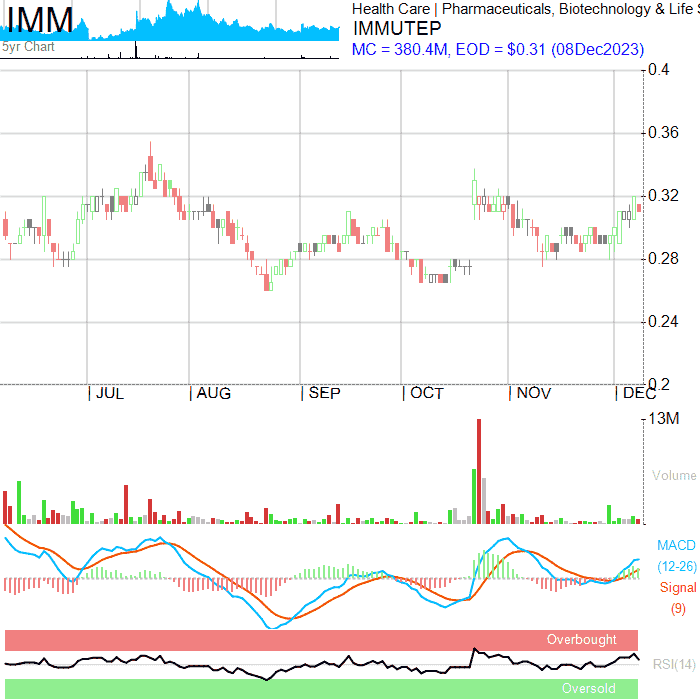 IMM
5yr Chart
Health Care | Pharmaceuticals, Biotechnology & Life S
IMMUTEP
MC = 380.4M, EOD = $0.31 (08Dec2023)
0.4
0.36
0.32
0.28
0.24
0.2
| JUL | AUG | SEP | OCT | NOV | DEC
13M
Volume
MACD
(12-26)
Signal
(9)
Overbought
RSI(14)
Oversold